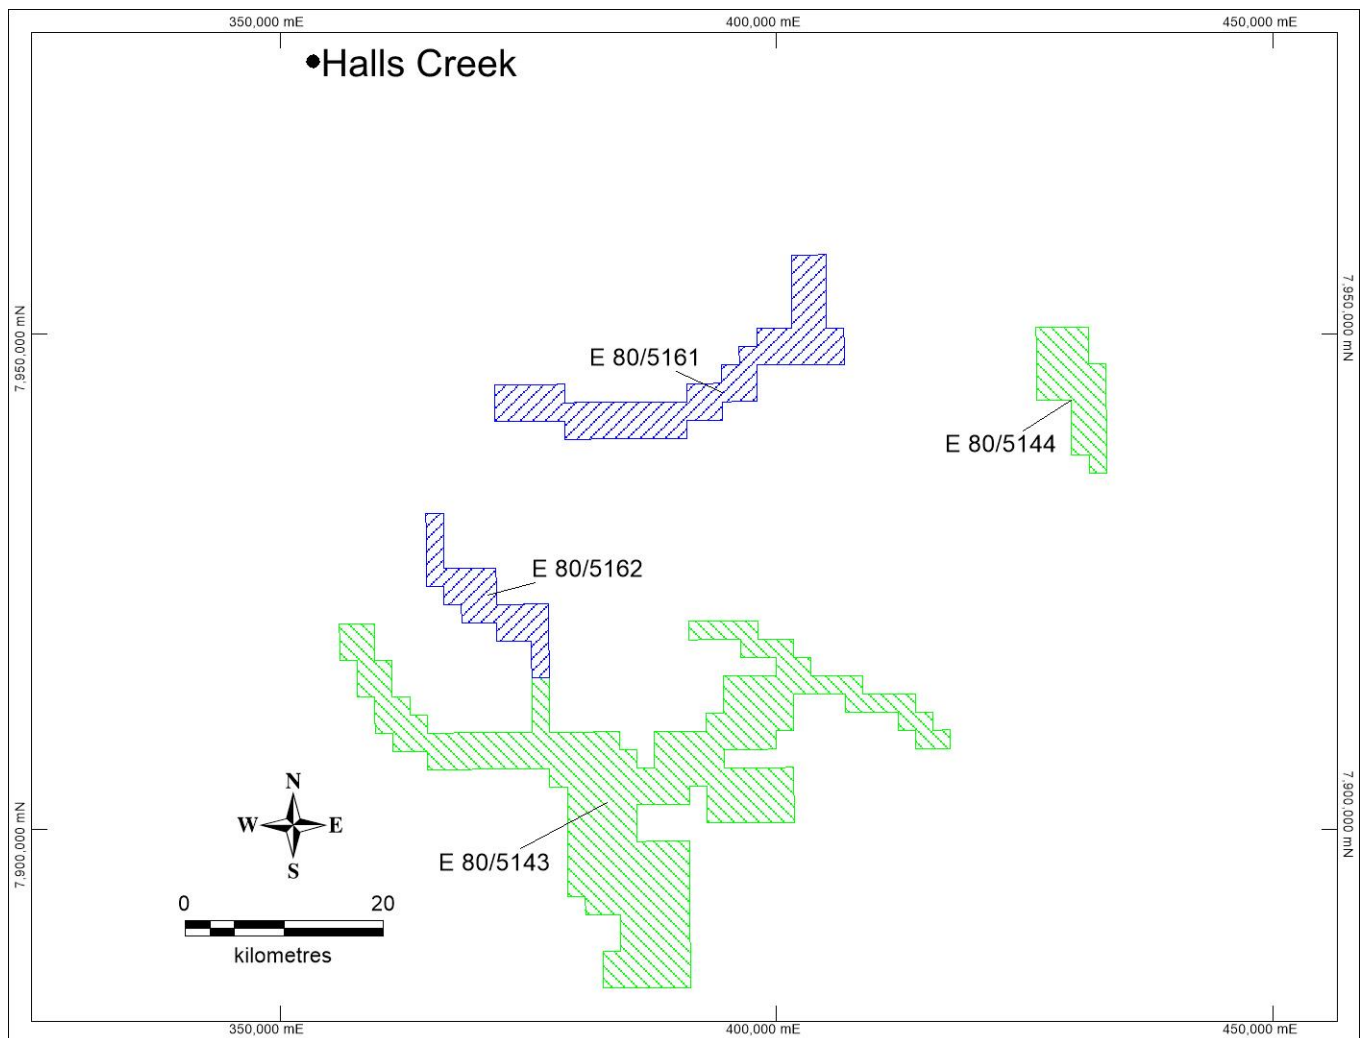 350,000 mE
400,000 mE
450,000 mE
Halls Creek
7,950,000 mN
7,950,000 mN
E 80/5161
E 80/5144
E 80/5162
N
W
E
S
7,900,000 mN
7,900,000 mN
E 80/5143
0
20
kilometres
350,000 mE
400,000 mE
450,000 mE